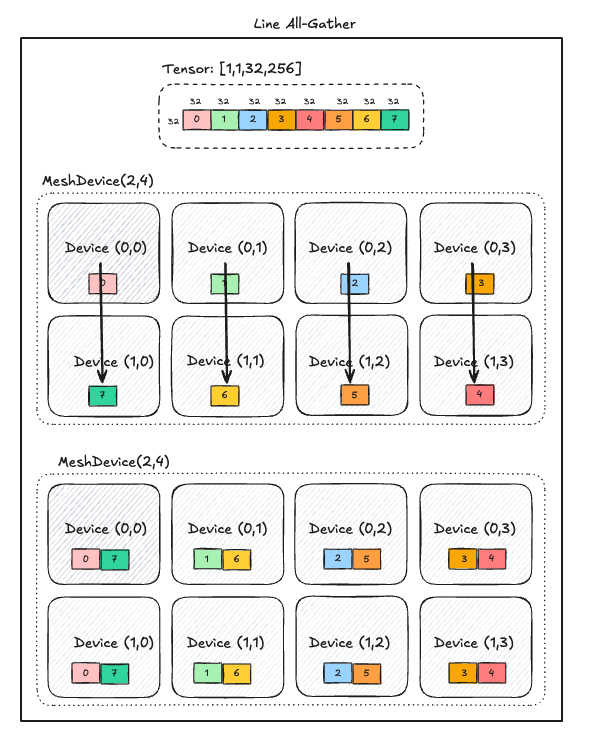 Line All-Gather
Tensor: [1,1,32,256]
32 32 32 32 32 32 32
32 0 1 2 3 4 5 6 7
MeshDevice(2,4)
Device (0,0) Device (0,1) Device (0,2) Device (0,3)
0 1 2 3
Device (1,0) Device (1,1) Device (1,2) Device (1,3)
7 6 5 4
MeshDevice(2,4)
Device (0,0) Device (0,1) Device (0,2) Device (0,3)
0 7 1 6 2 5 3 4
Device (1,0) Device (1,1) Device (1,2) Device (1,3)
0 7 1 6 2 5 3 4